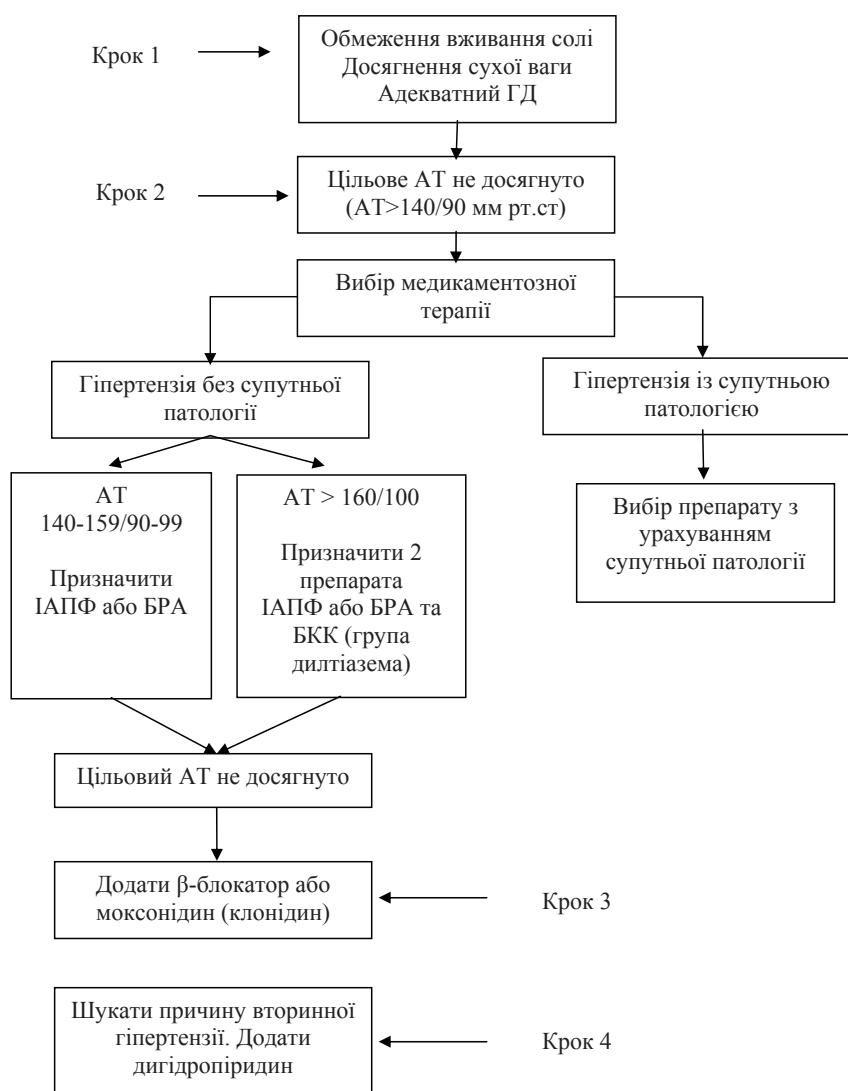 Крок 1
Обмеження вживання солі
Досягнення сухої ваги
Адекватний ГД
Крок 2
Цільове АТ не досягнуто
(АТ>140/90 мм рт.ст)
Вибір медикаментозної
терапії
Гіпертензія без супутньої
патології
Гіпертензія із супутньою
патологією
АТ
140-159/90-99
Призначити
ІАПФ або БРА
АТ > 160/100
Призначити 2
препарата
ІАПФ або БРА та
БКК (група
дилтіазема)
Вибір препарату з
урахуванням
супутньої патології
Цільовий АТ не досягнуто
Додати β-блокатор або
моксонідин (клонідин)
Крок 3
Шукати причину вторинної
гіпертензії. Додати
дигідропіридин
Крок 4